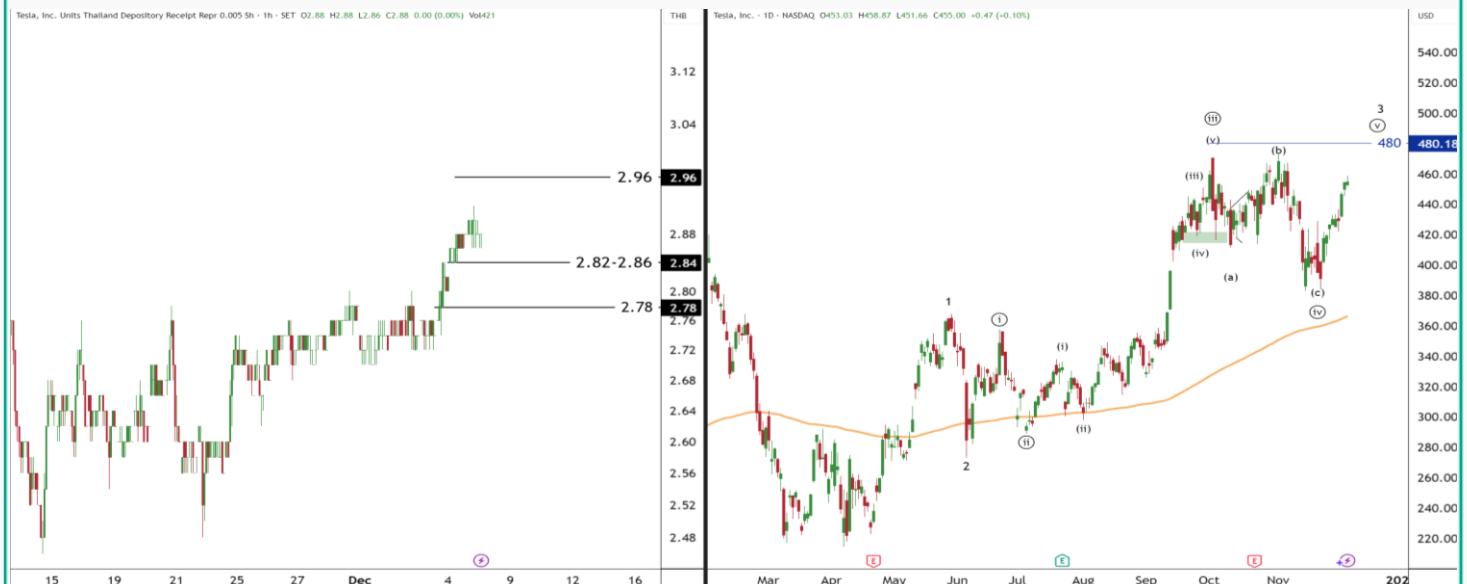 Tesla, Inc. Units Thailand Depository Receipt Repr 0.005 Sh · 1h · SET O2.88 H2.88 L2.86 C2.88 0.00 (0.00%) Vol421
THB
3.12
3.04
2.96
2.96
2.88
2.82-2.86
2.84
2.80
2.78
2.78
2.76
2.72
2.68
2.64
2.60
2.56
2.52
2.48
15 19 21 25 27 Dec 4 9 12 16
Tesla, Inc. · 1D · NASDAQ O453.03 H458.87 L451.66 C455.00 +0.47 (+0.10%)
USD
540.00
520.00
500.00
480 480.18
460.00
440.00
420.00
400.00
380.00
360.00
340.00
320.00
300.00
280.00
260.00
240.00
220.00
3
v
iii
(v)
(b)
(iii)
(iv)
(a)
(c)
iv
1
i
(i)
(ii)
ii
2
E E E
Mar Apr May Jun Jul Aug Sep Oct Nov 202